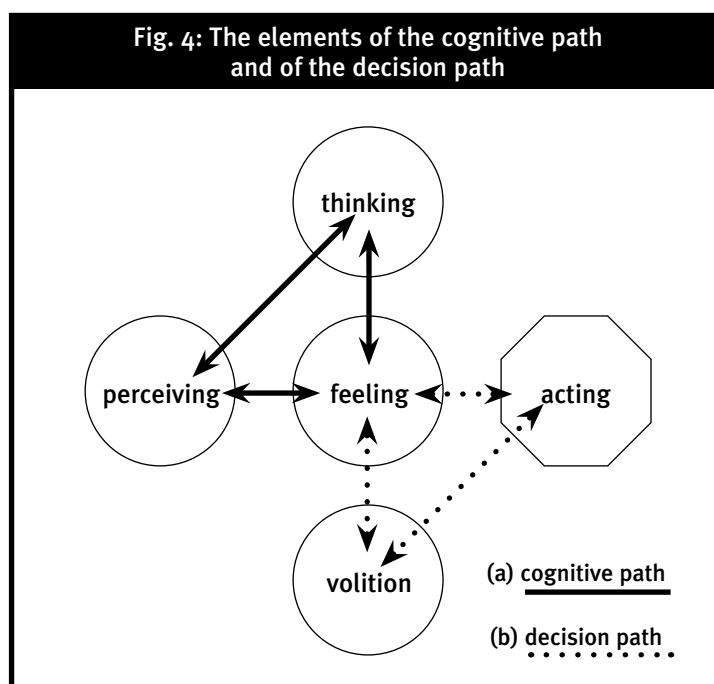 Fig. 4: The elements of the cognitive path
and of the decision path
thinking
perceiving
feeling
acting
volition
(a) cognitive path
(b) decision path